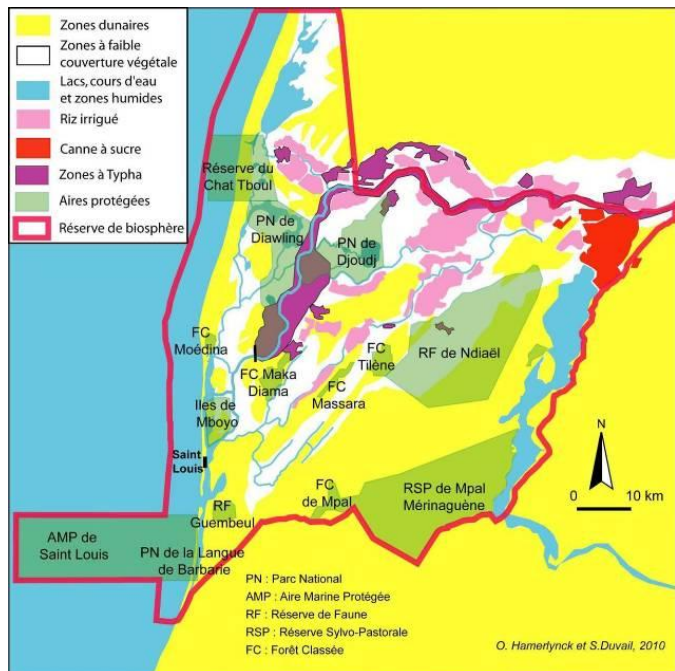 Zones dunaires
Zones à faible
couverture végétale
Lacs, cours d'eau
et zones humides
Riz irrigué
Canne à sucre
Zones à Typha
Aires protégées
Réserve de biosphère
Réserve du
Chat Tboul
PN de
Diawling
PN de
Djoudj
FC
Moédina
FC Maka
Diama
FC
Tilène
RF de Ndiaël
FC
Massara
Iles de
Mboyo
Saint
Louis
N
0 10 km
FC
de Mpal
RSP de Mpal
Mérinaguène
RF
Guembeul
AMP de
Saint Louis
PN de la Langue
de Barbarie
PN : Parc National
AMP : Aire Marine Protégée
RF : Réserve de Faune
RSP : Réserve Sylvo-Pastorale
FC : Forêt Classée
O. Hamerlynck et S.Duvail, 2010